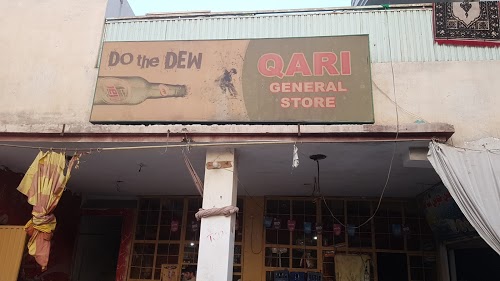 DO the DEW
QARI
GENERAL
STORE